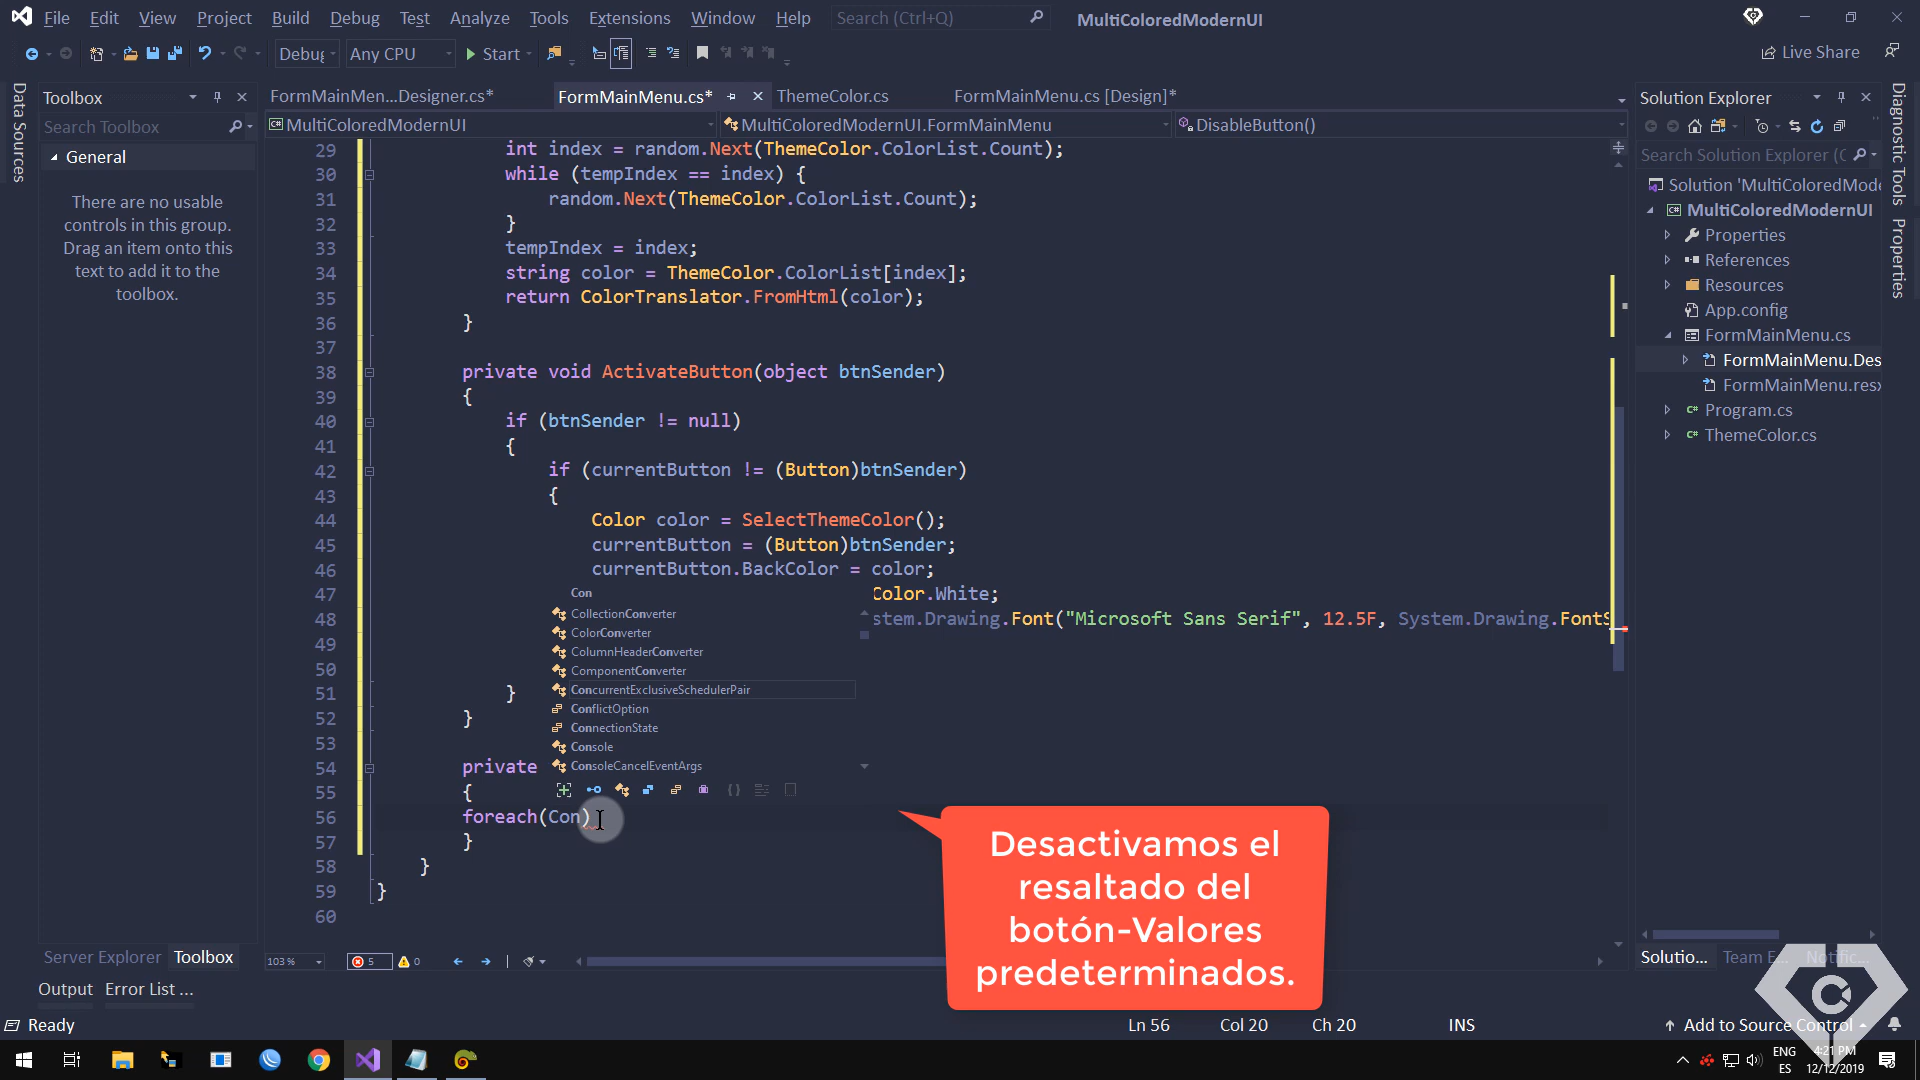 File Edit View Project Build Debug Test Analyze Tools Extensions Window Help Search (Ctrl+Q) MultiColoredModernUI
Debug Any CPU Start Live Share
Data Sources
Toolbox
Search Toolbox
General
There are no usable
controls in this group.
Drag an item onto this
text to add it to the
toolbox.
Server Explorer Toolbox
FormMainMen...Designer.cs* FormMainMenu.cs* ThemeColor.cs FormMainMenu.cs [Design]*
MultiColoredModernUI MultiColoredModernUI.FormMainMenu DisableButton()
29 int index = random.Next(ThemeColor.ColorList.Count);
30 while (tempIndex == index) {
31 random.Next(ThemeColor.ColorList.Count);
32 }
33 tempIndex = index;
34 string color = ThemeColor.ColorList[index];
35 return ColorTranslator.FromHtml(color);
36 }
37
38 private void ActivateButton(object btnSender)
39 {
40 if (btnSender != null)
41 {
42 if (currentButton != (Button)btnSender)
43 {
44 Color color = SelectThemeColor();
45 currentButton = (Button)btnSender;
46 currentButton.BackColor = color;
47 Color.White;
48 stem.Drawing.Font("Microsoft Sans Serif", 12.5F, System.Drawing.FontS
49
50
51 }
52 }
53
54 private
55 {
56 foreach(Con)
57 }
58 }
59 }
60
Con
CollectionConverter
ColorConverter
ColumnHeaderConverter
ComponentConverter
ConcurrentExclusiveSchedulerPair
ConflictOption
ConnectionState
Console
ConsoleCancelEventArgs
Desactivamos el
resaltado del
botón-Valores
predeterminados.
103 % 5 0
Solution Explorer
Search Solution Explorer (C
Solution 'MultiColoredMode
MultiColoredModernUI
Properties
References
Resources
App.config
FormMainMenu.cs
FormMainMenu.Des
FormMainMenu.resx
Program.cs
ThemeColor.cs
Solutio... Team E... Notific...
Diagnostic Tools
Properties
Output Error List ...
Ready Ln 56 Col 20 Ch 20 INS Add to Source Control
ENG
ES
4:21 PM
12/12/2019